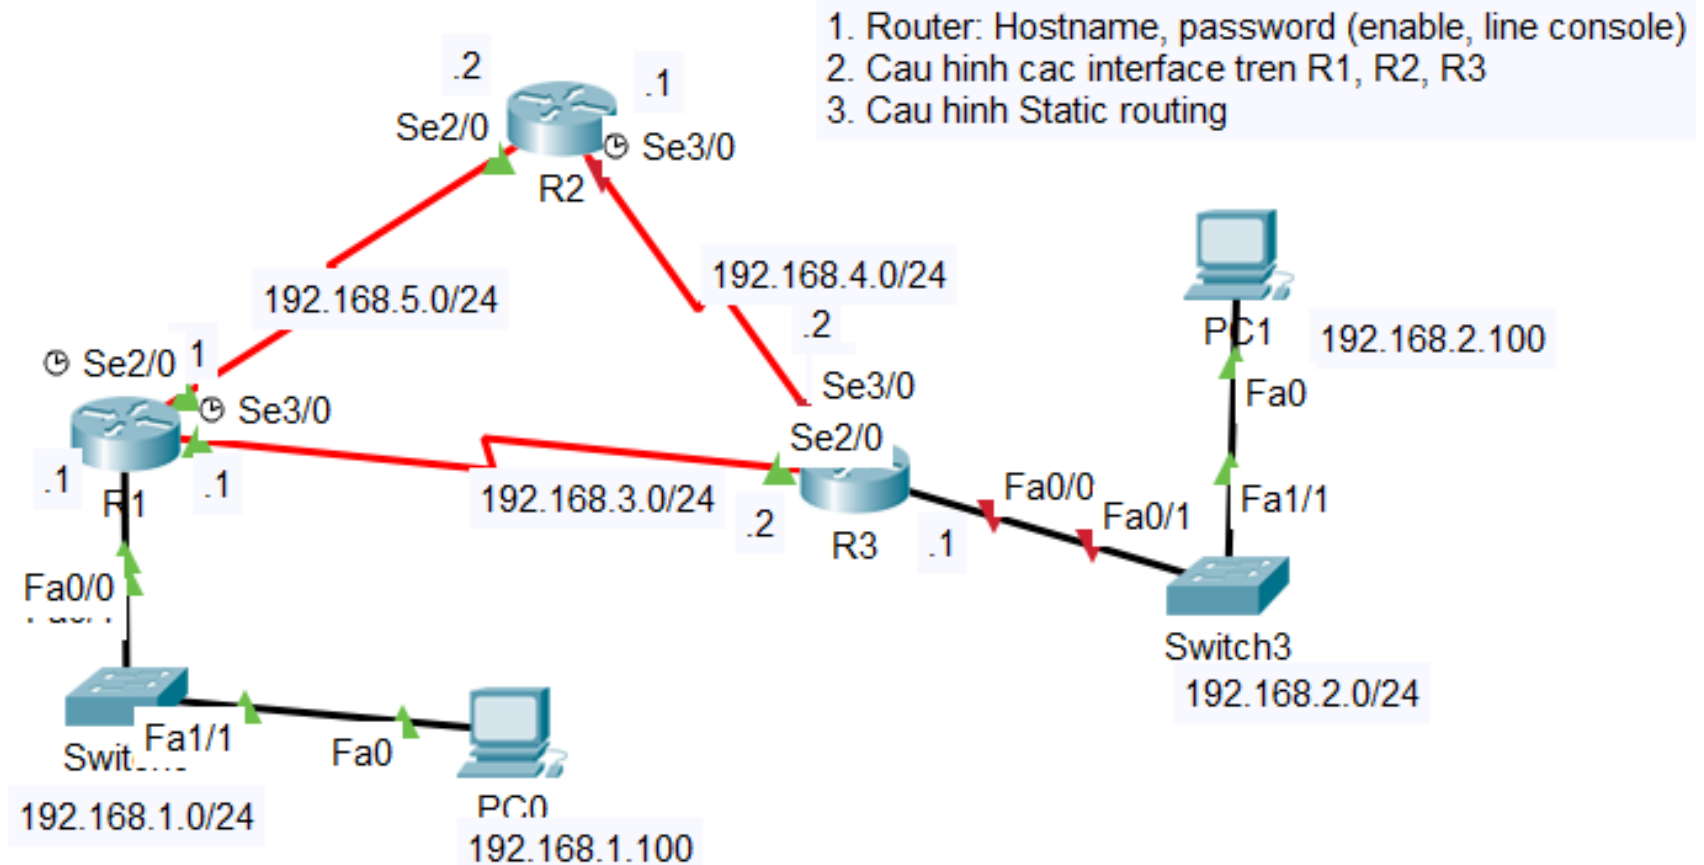 1. Router: Hostname, password (enable, line console)
2. Cau hinh cac interface tren R1, R2, R3
3. Cau hinh Static routing
.2
.1
Se2/0
Se3/0
R2
192.168.5.0/24
192.168.4.0/24
.2
PC1
192.168.2.100
Se2/0
1
Se3/0
Fa0
Se3/0
Se2/0
.1
R1
.1
192.168.3.0/24
.2
R3
.1
Fa0/0
Fa0/1
Fa1/1
Fa0/0
Switch3
192.168.2.0/24
Fa1/1
Fa0
192.168.1.0/24
PC0
192.168.1.100